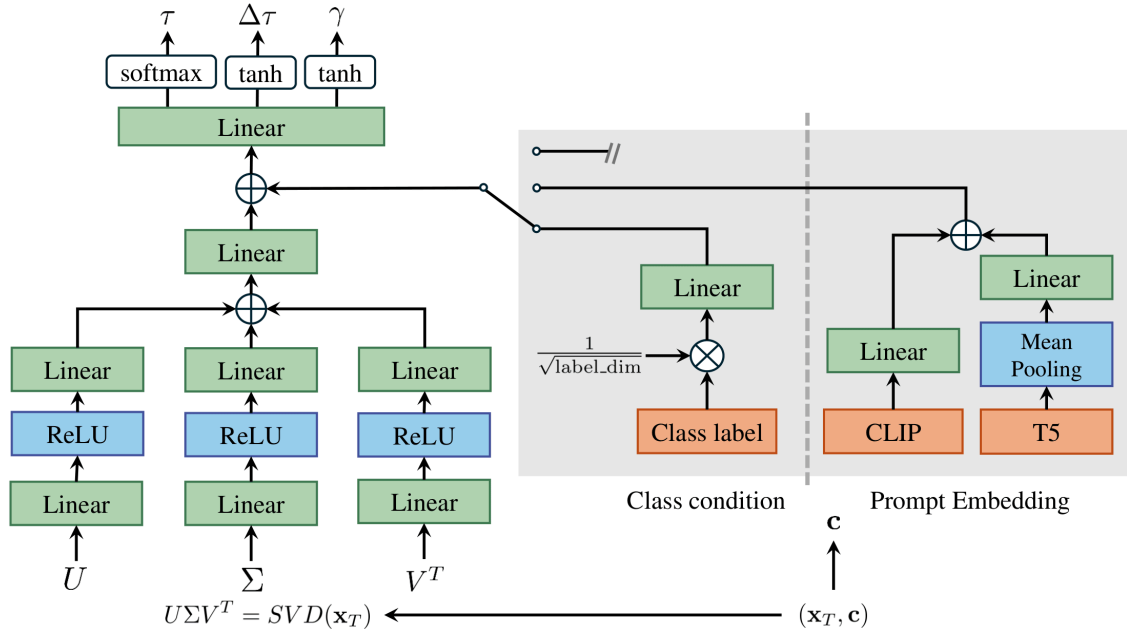 τ Δτ γ
softmax tanh tanh
Linear
Linear
Linear Linear Linear
ReLU ReLU ReLU
Linear Linear Linear
U Σ V^T
UΣV^T = SVD(x_T)
Linear
1/√label_dim
Class label
Class condition
Linear
Linear
Mean
Pooling
CLIP T5
Prompt Embedding
c
(x_T, c)